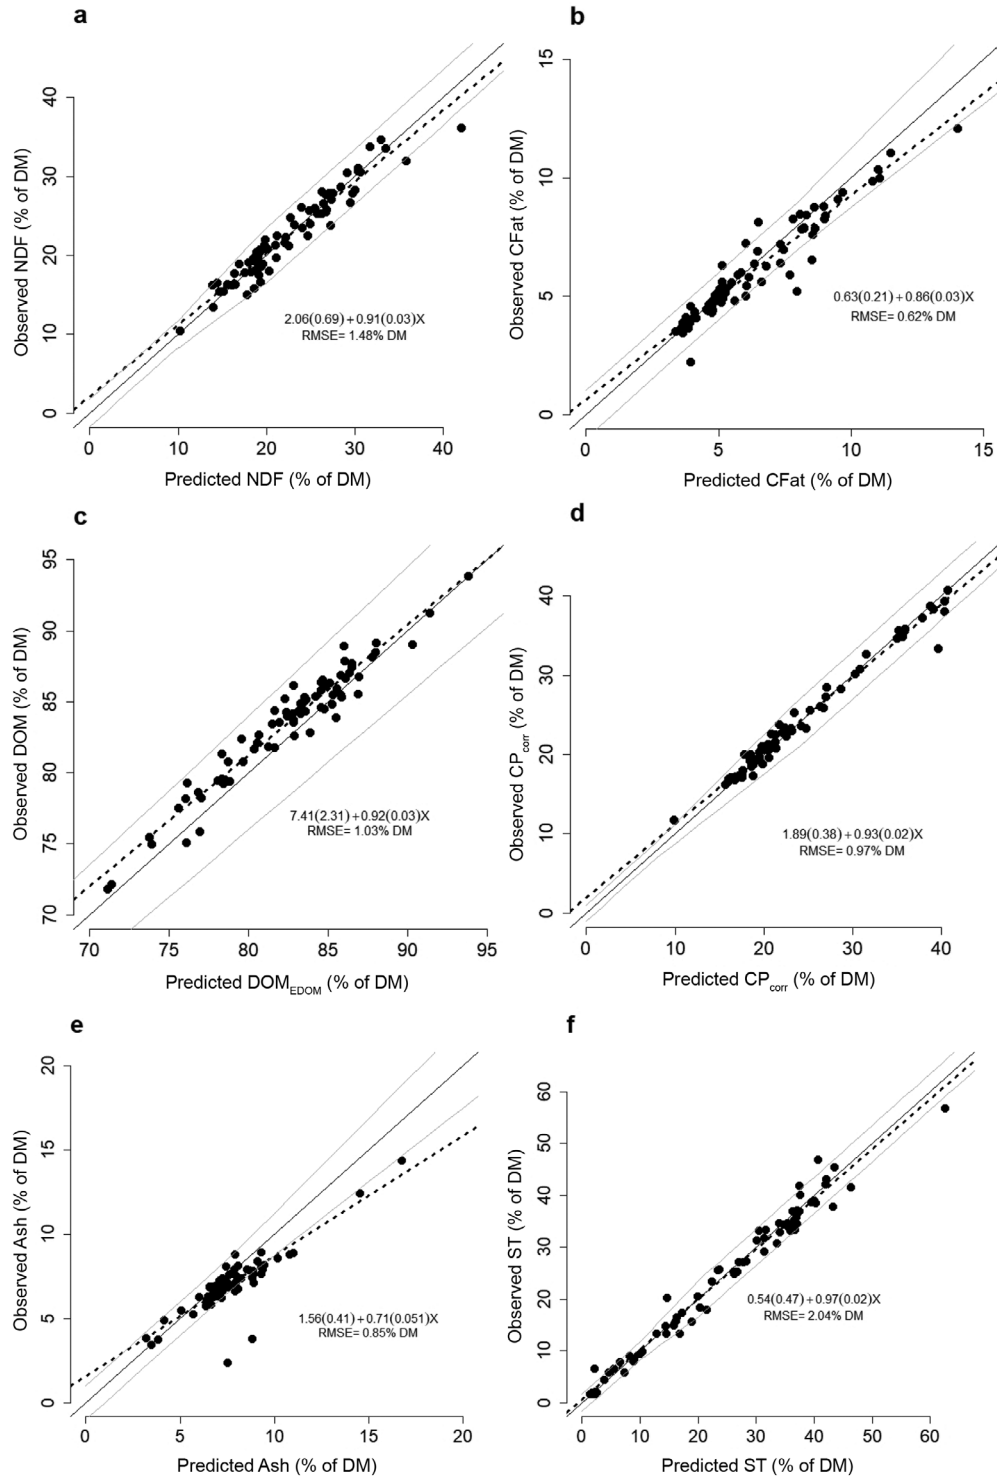 a
Observed NDF (% of DM)
40
30
20
10
0
2.06(0.69)+0.91(0.03)X
RMSE= 1.48% DM
0 10 20 30 40
Predicted NDF (% of DM)
b
Observed CFat (% of DM)
15
10
5
0
0.63(0.21)+0.86(0.03)X
RMSE= 0.62% DM
0 5 10 15
Predicted CFat (% of DM)
c
Observed DOM (% of DM)
95
90
85
80
75
70
7.41(2.31)+0.92(0.03)X
RMSE= 1.03% DM
70 75 80 85 90 95
Predicted DOM_EDOM (% of DM)
d
Observed CP_corr (% of DM)
40
30
20
10
0
1.89(0.38)+0.93(0.02)X
RMSE= 0.97% DM
0 10 20 30 40
Predicted CP_corr (% of DM)
e
Observed Ash (% of DM)
20
15
10
5
0
1.56(0.41)+0.71(0.051)X
RMSE= 0.85% DM
0 5 10 15 20
Predicted Ash (% of DM)
f
Observed ST (% of DM)
60
50
40
30
20
10
0
0.54(0.47)+0.97(0.02)X
RMSE= 2.04% DM
0 10 20 30 40 50 60
Predicted ST (% of DM)